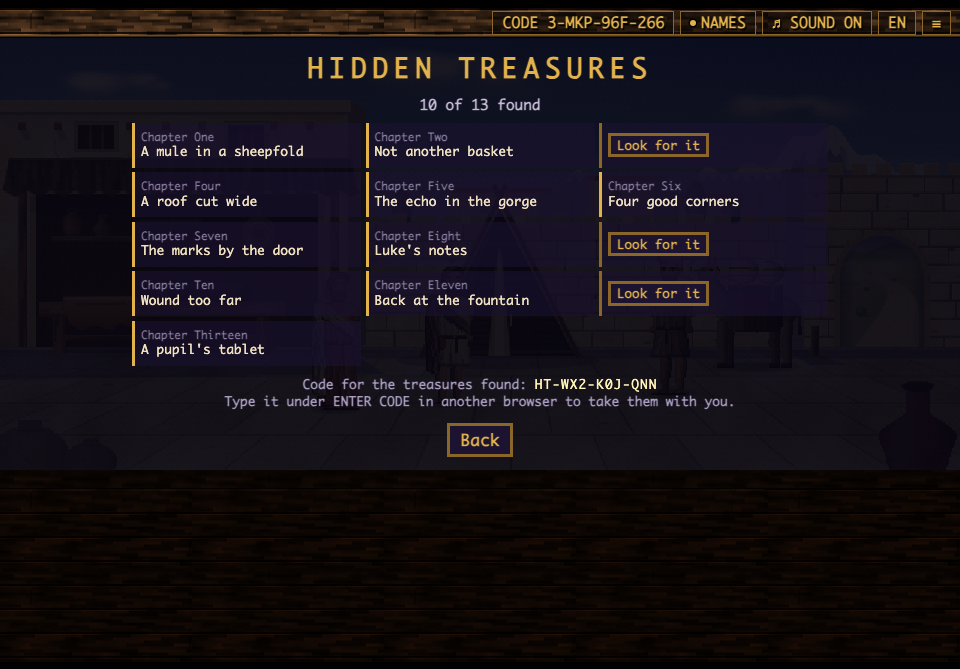 CODE 3-MKP-96F-266
• NAMES
♬ SOUND ON
EN
≡
HIDDEN TREASURES
10 of 13 found
Chapter One
A mule in a sheepfold
Chapter Two
Not another basket
Look for it
Chapter Four
A roof cut wide
Chapter Five
The echo in the gorge
Chapter Six
Four good corners
Chapter Seven
The marks by the door
Chapter Eight
Luke's notes
Look for it
Chapter Ten
Wound too far
Chapter Eleven
Back at the fountain
Look for it
Chapter Thirteen
A pupil's tablet
Code for the treasures found: HT-WX2-K0J-QNN
Type it under ENTER CODE in another browser to take them with you.
Back